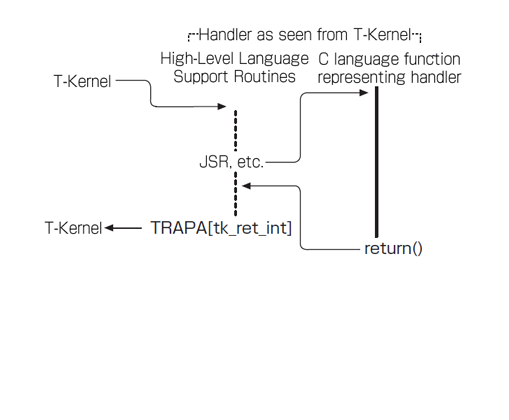 Handler as seen from T-Kernel
High-Level Language
Support Routines
C language function
representing handler
T-Kernel
JSR, etc.
T-Kernel
TRAPA[tk_ret_int]
return()